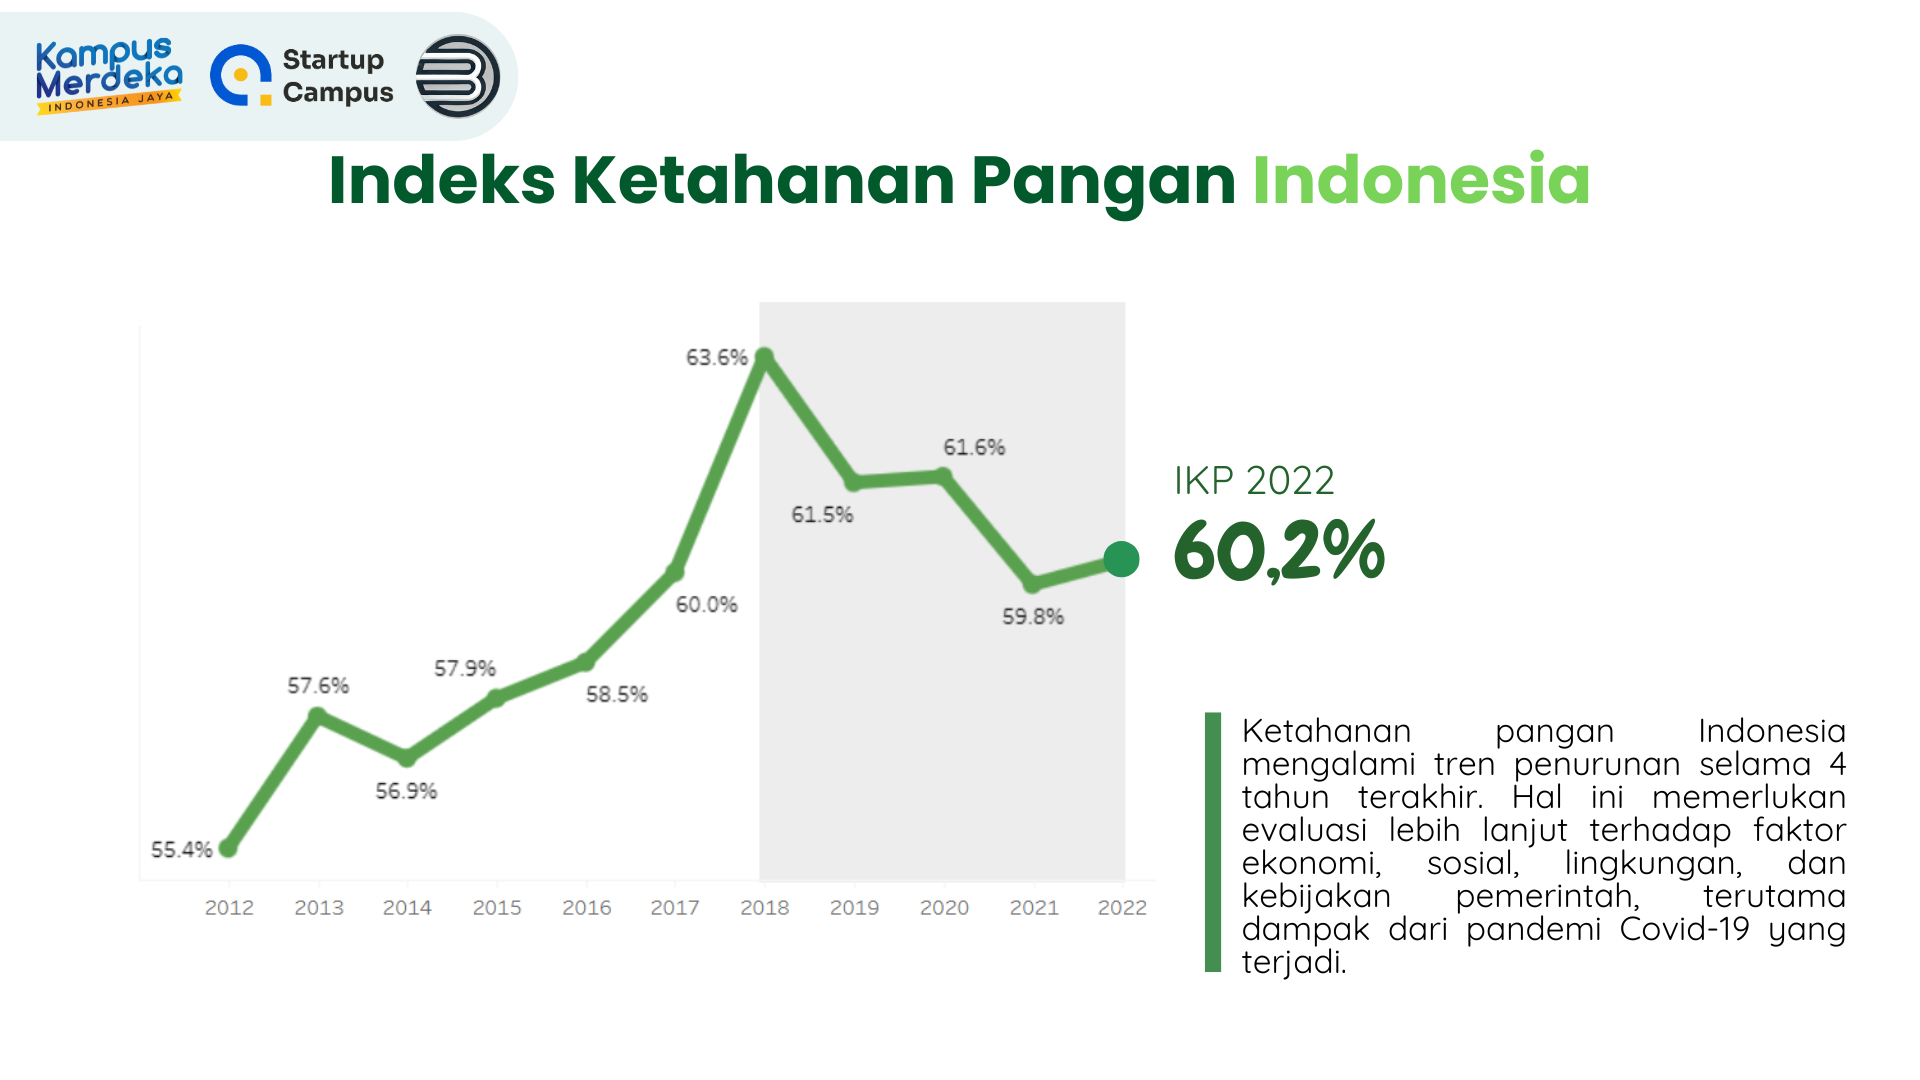 Kampus
Merdeka
INDONESIA JAYA
Startup
Campus
Indeks Ketahanan Pangan Indonesia
63.6%
61.6%
61.5%
60.0%
59.8%
57.9%
57.6%
58.5%
56.9%
55.4%
2012 2013 2014 2015 2016 2017 2018 2019 2020 2021 2022
IKP 2022
60,2%
Ketahanan pangan Indonesia
mengalami tren penurunan selama 4
tahun terakhir. Hal ini memerlukan
evaluasi lebih lanjut terhadap faktor
ekonomi, sosial, lingkungan, dan
kebijakan pemerintah, terutama
dampak dari pandemi Covid-19 yang
terjadi.